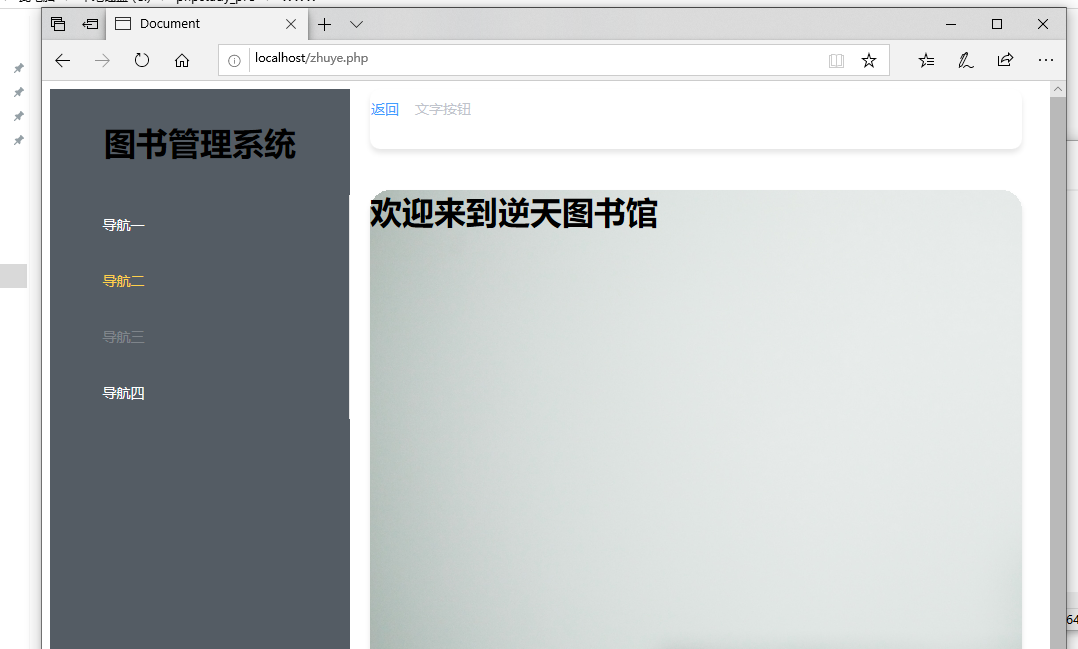 Document
localhost/zhuye.php
图书管理系统
导航一
导航二
导航三
导航四
返回 文字按钮
欢迎来到逆天图书馆
64